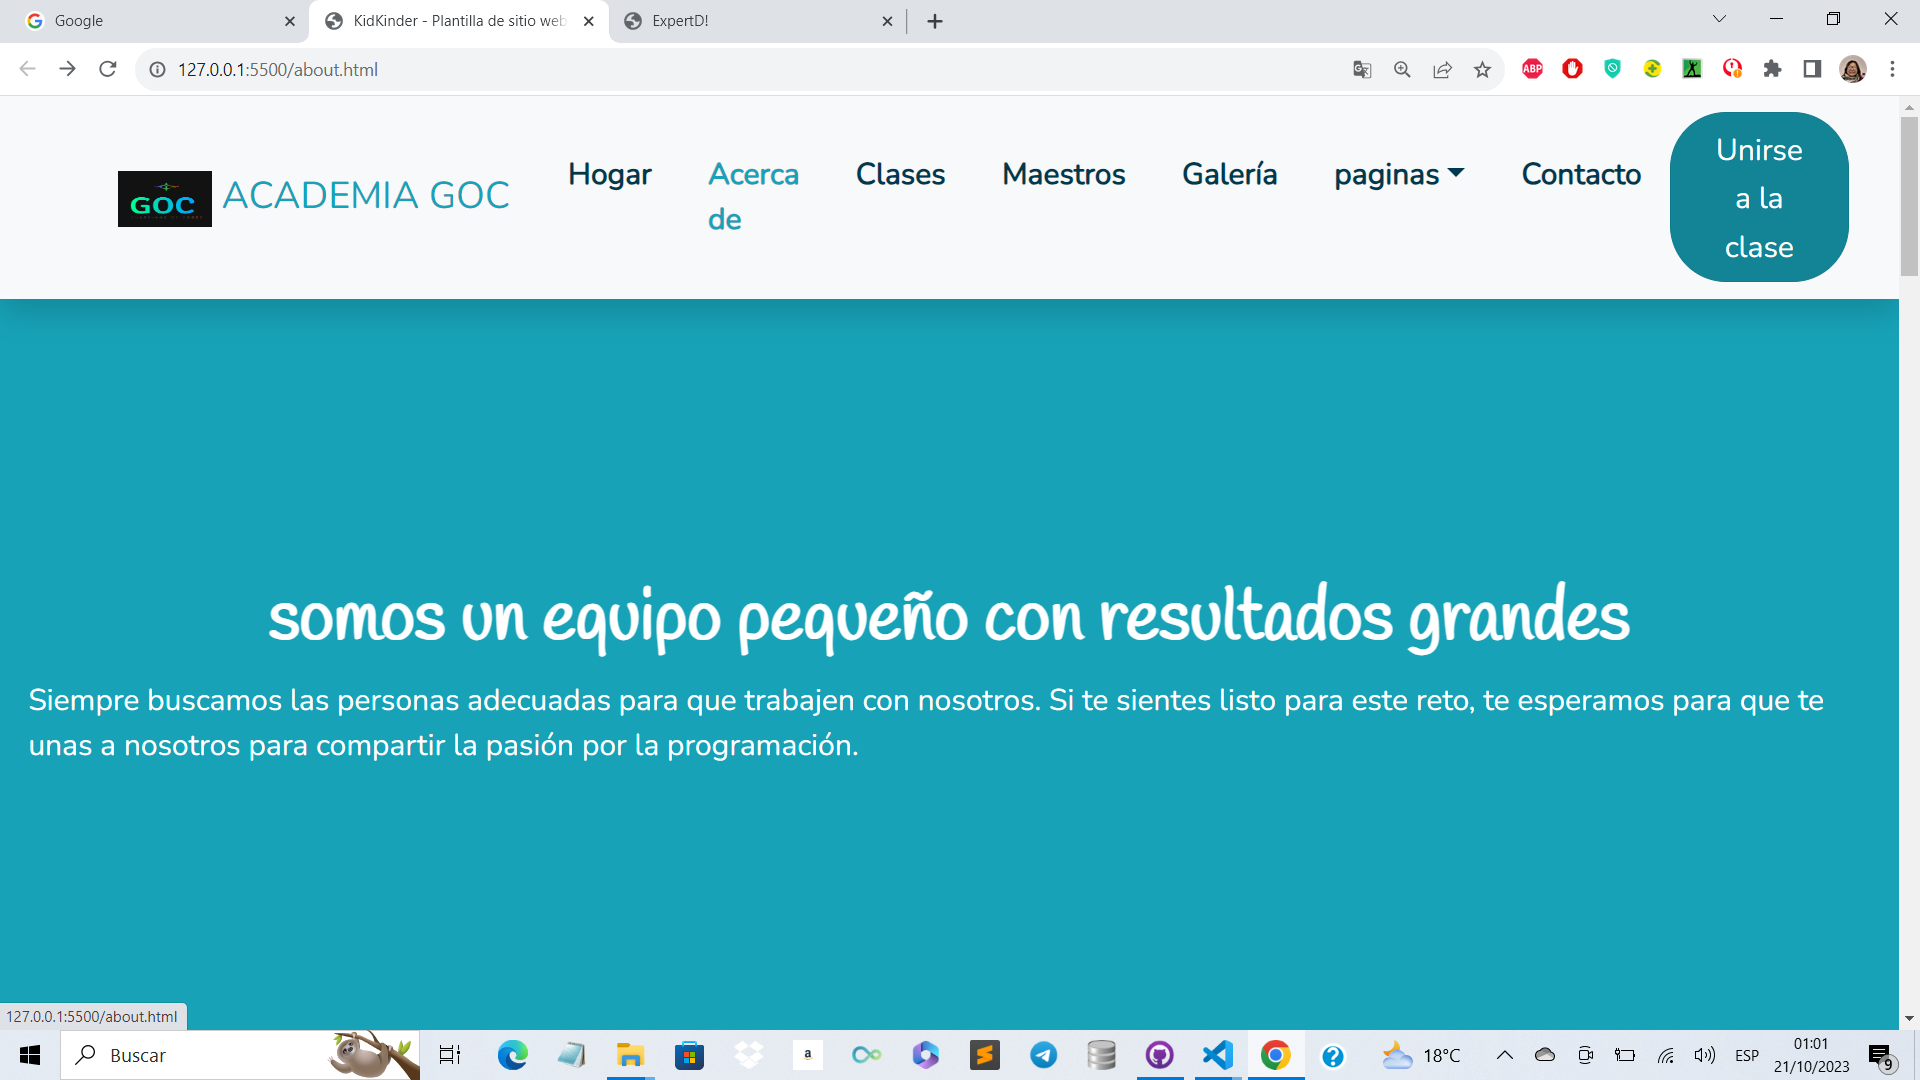 Google
KidKinder - Plantilla de sitio web
ExpertD!
127.0.0.1:5500/about.html
ABP
GOC
ACADEMIA GOC
Hogar
Acerca
de
Clases
Maestros
Galería
paginas
Contacto
Unirse
a la
clase
somos un equipo pequeño con resultados grandes
Siempre buscamos las personas adecuadas para que trabajen con nosotros. Si te sientes listo para este reto, te esperamos para que te
unas a nosotros para compartir la pasión por la programación.
127.0.0.1:5500/about.html
Buscar
a
18°C
ESP
01:01
21/10/2023
9